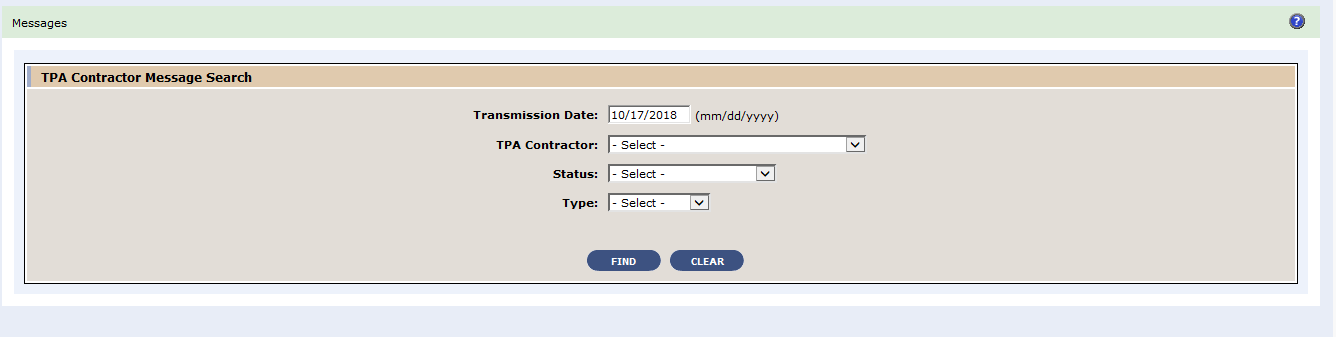 Messages
?
TPA Contractor Message Search
Transmission Date: 10/17/2018 (mm/dd/yyyy)
TPA Contractor: - Select -
Status: - Select -
Type: - Select -
FIND CLEAR